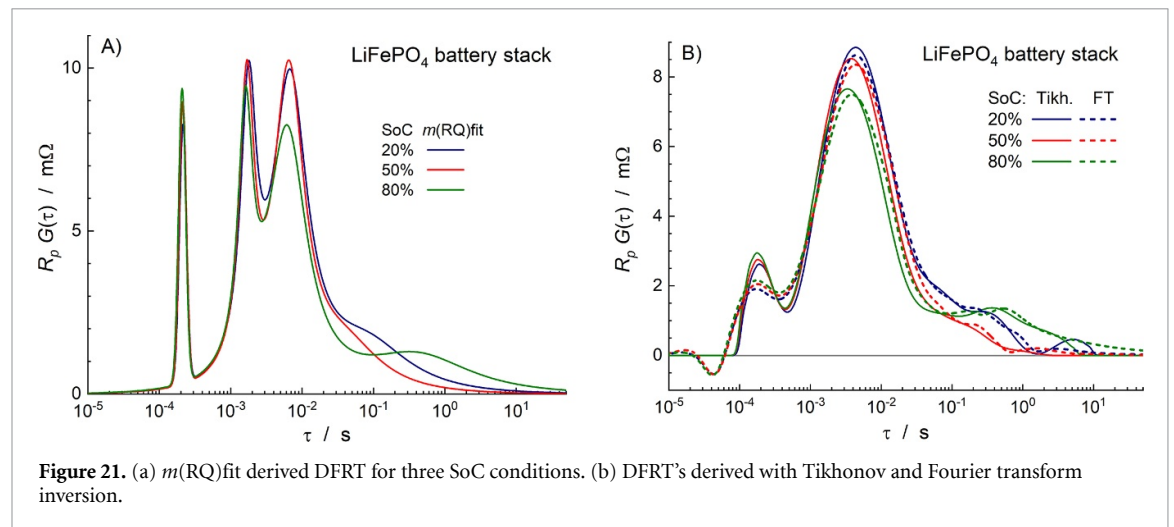 A)
LiFePO4 battery stack
SoC m(RQ)fit
20%
50%
80%
10
5
0
Rp G(τ) / mΩ
10-5 10-4 10-3 10-2 10-1 100 101
τ / s
B)
LiFePO4 battery stack
SoC: Tikh. FT
20%
50%
80%
8
6
4
2
0
Rp G(τ) / mΩ
10-5 10-4 10-3 10-2 10-1 100 101
τ / s
Figure 21. (a) m(RQ)fit derived DFRT for three SoC conditions. (b) DFRT's derived with Tikhonov and Fourier transform
inversion.